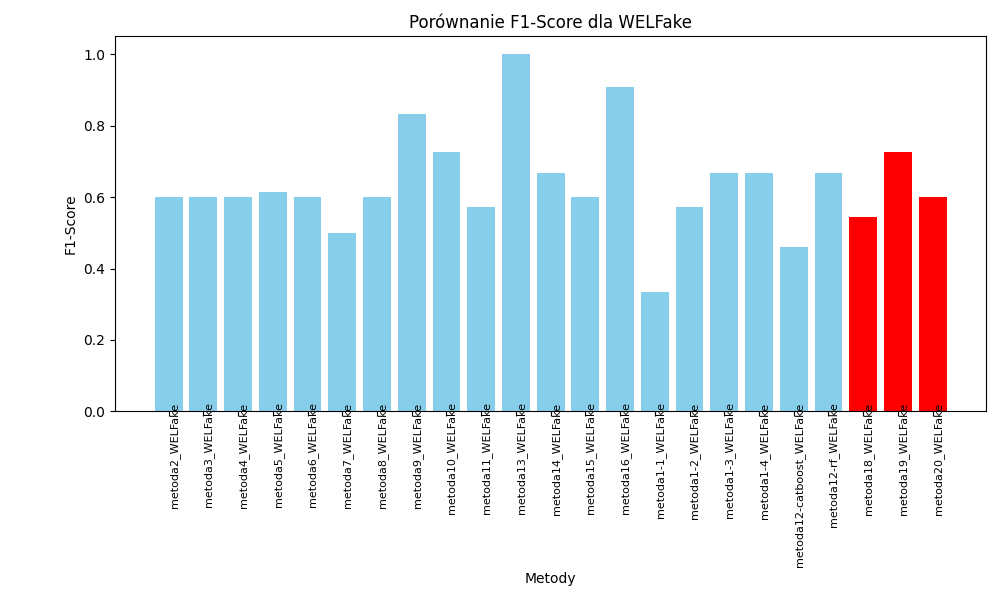 Porównanie F1-Score dla WELFake
F1-Score
1.0
0.8
0.6
0.4
0.2
0.0
metoda2_WELFake
metoda3_WELFake
metoda4_WELFake
metoda5_WELFake
metoda6_WELFake
metoda7_WELFake
metoda8_WELFake
metoda9_WELFake
metoda10_WELFake
metoda11_WELFake
metoda13_WELFake
metoda14_WELFake
metoda15_WELFake
metoda16_WELFake
metoda1-1_WELFake
metoda1-2_WELFake
metoda1-3_WELFake
metoda1-4_WELFake
metoda12-catboost_WELFake
metoda12-rf_WELFake
metoda18_WELFake
metoda19_WELFake
metoda20_WELFake
Metody